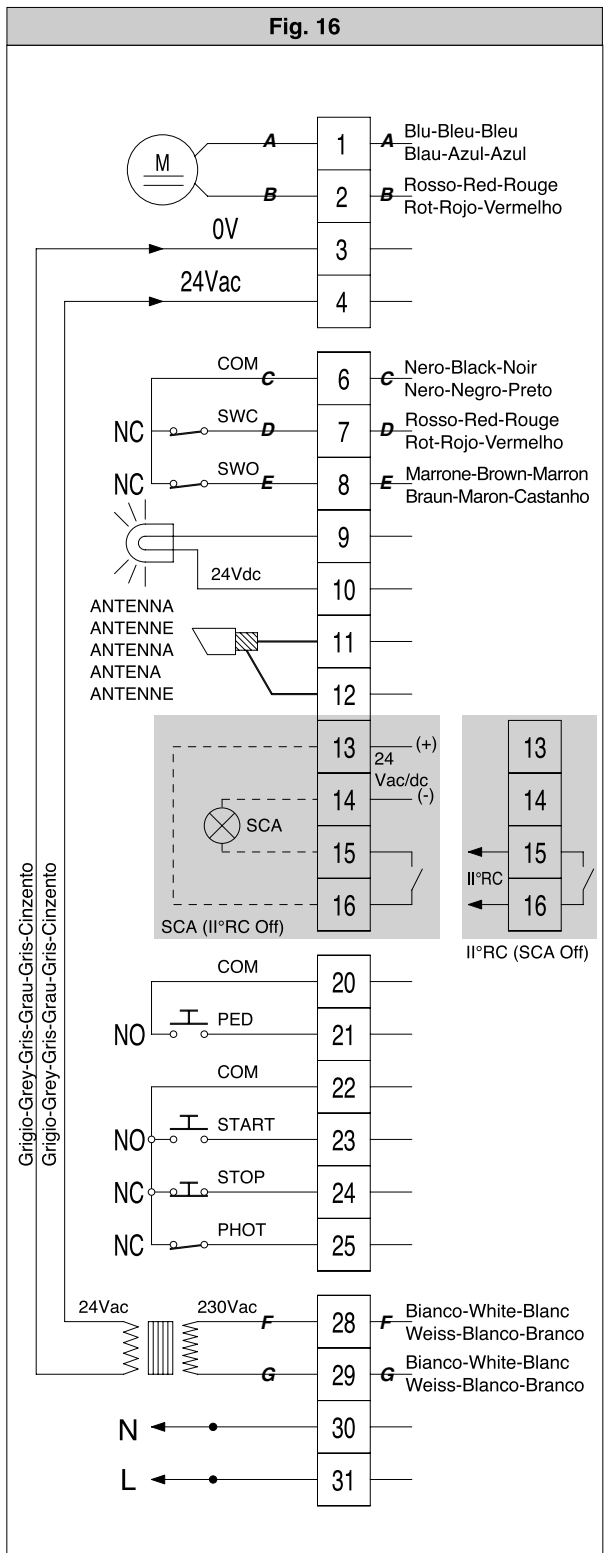 Fig. 16
M
A 1 A Blu-Bleu-Bleu
Blau-Azul-Azul
B 2 B Rosso-Red-Rouge
Rot-Rojo-Vermelho
0V 3
24Vac 4
COM C 6 C Nero-Black-Noir
Nero-Negro-Preto
NC SWC D 7 D Rosso-Red-Rouge
Rot-Rojo-Vermelho
NC SWO E 8 E Marrone-Brown-Marron
Braun-Maron-Castanho
9
24Vdc 10
ANTENNA
ANTENNE
ANTENNA
ANTENA
ANTENNE
11
12
13 (+)
24
Vac/dc
14 (-)
SCA 15
16
SCA (II°RC Off)
13
14
15
II°RC
16
II°RC (SCA Off)
COM 20
NO PED 21
COM 22
NO START 23
NC STOP 24
NC PHOT 25
Grigio-Grey-Gris-Grau-Gris-Cinzento
Grigio-Grey-Gris-Grau-Gris-Cinzento
24Vac 230Vac F 28 F Bianco-White-Blanc
Weiss-Blanco-Branco
G 29 G Bianco-White-Blanc
Weiss-Blanco-Branco
N 30
L 31